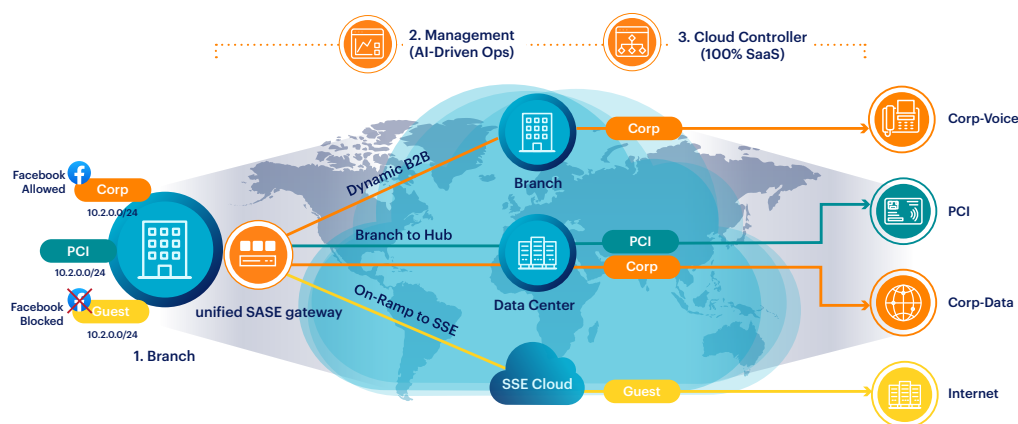 2. Management
(AI-Driven Ops)
3. Cloud Controller
(100% SaaS)
Facebook
Allowed
Corp
10.2.0.0/24
PCI
10.2.0.0/24
Facebook
Blocked
Guest
10.2.0.0/24
1. Branch
unified SASE gateway
Dynamic B2B
Branch to Hub
On-Ramp to SSE
Branch
Data Center
SSE Cloud
Corp
PCI
Corp
Guest
Corp-Voice
PCI
Corp-Data
Internet